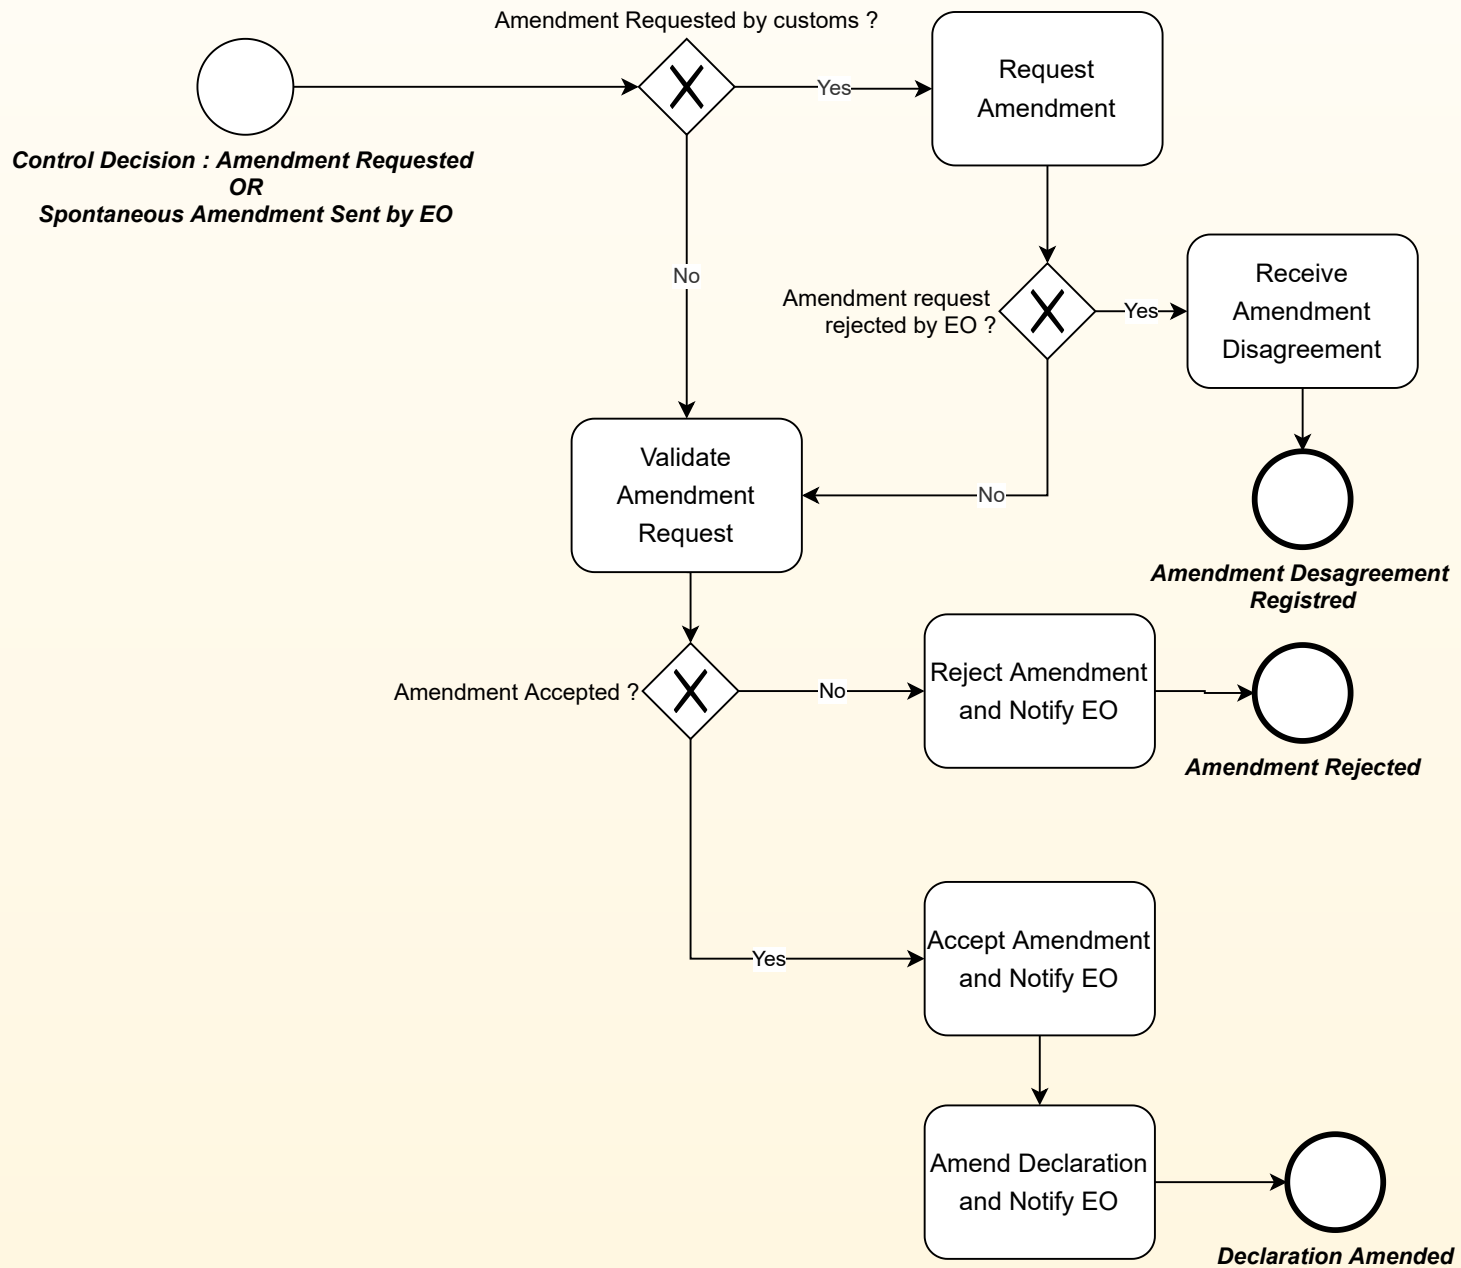 Amendment Requested by customs ?
Request
Amendment
Yes
Control Decision : Amendment Requested
OR
Spontaneous Amendment Sent by EO
No
Amendment request
rejected by EO ?
Yes
Receive
Amendment
Disagreement
Validate
Amendment
Request
No
Amendment Desagreement
Registred
Amendment Accepted ?
No
Reject Amendment
and Notify EO
Amendment Rejected
Yes
Accept Amendment
and Notify EO
Amend Declaration
and Notify EO
Declaration Amended